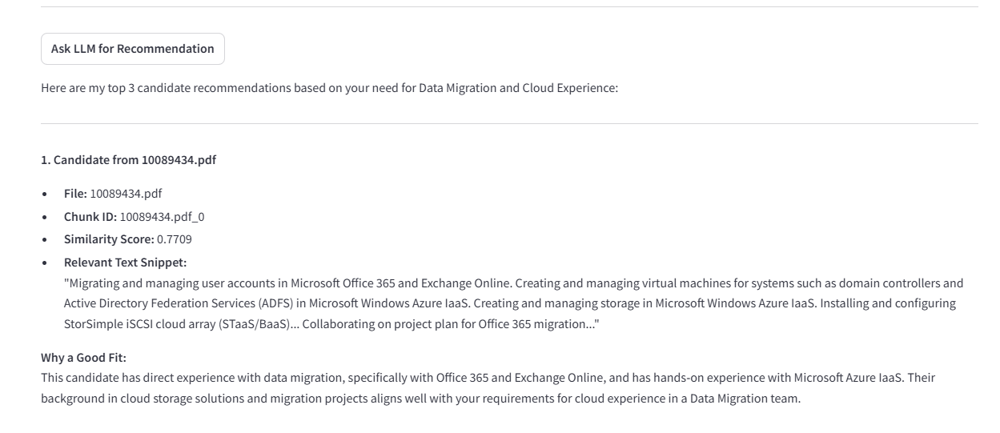 Ask LLM for Recommendation
Here are my top 3 candidate recommendations based on your need for Data Migration and Cloud Experience:
1. Candidate from 10089434.pdf
• File: 10089434.pdf
• Chunk ID: 10089434.pdf_0
• Similarity Score: 0.7709
• Relevant Text Snippet:
"Migrating and managing user accounts in Microsoft Office 365 and Exchange Online. Creating and managing virtual machines for systems such as domain controllers and
Active Directory Federation Services (ADFS) in Microsoft Windows Azure IaaS. Creating and managing storage in Microsoft Windows Azure IaaS. Installing and configuring
StorSimple iSCSI cloud array (STaaS/BaaS)... Collaborating on project plan for Office 365 migration..."
Why a Good Fit:
This candidate has direct experience with data migration, specifically with Office 365 and Exchange Online, and has hands-on experience with Microsoft Azure IaaS. Their
background in cloud storage solutions and migration projects aligns well with your requirements for cloud experience in a Data Migration team.